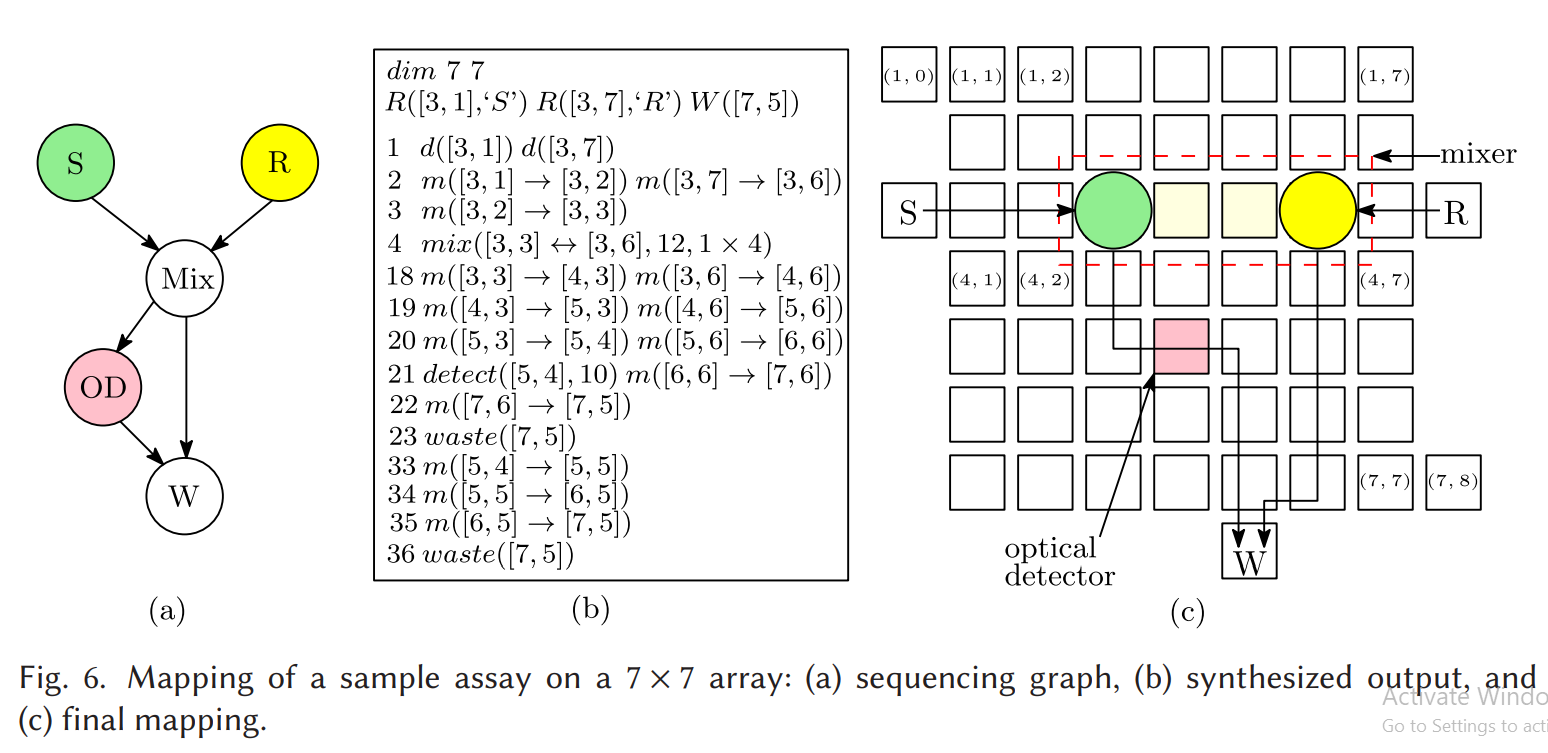 S
R
Mix
OD
W
(a)
dim 7 7
R([3, 1],‘S’) R([3, 7],‘R’) W([7, 5])
1 d([3, 1]) d([3, 7])
2 m([3, 1] → [3, 2]) m([3, 7] → [3, 6])
3 m([3, 2] → [3, 3])
4 mix([3, 3] ↔ [3, 6], 12, 1 × 4)
18 m([3, 3] → [4, 3]) m([3, 6] → [4, 6])
19 m([4, 3] → [5, 3]) m([4, 6] → [5, 6])
20 m([5, 3] → [5, 4]) m([5, 6] → [6, 6])
21 detect([5, 4], 10) m([6, 6] → [7, 6])
22 m([7, 6] → [7, 5])
23 waste([7, 5])
33 m([5, 4] → [5, 5])
34 m([5, 5] → [6, 5])
35 m([6, 5] → [7, 5])
36 waste([7, 5])
(b)
(1, 0) (1, 1) (1, 2) (1, 7)
mixer
S R
(4, 1) (4, 2) (4, 7)
(7, 7) (7, 8)
optical
detector
W
(c)
Fig. 6. Mapping of a sample assay on a 7 × 7 array: (a) sequencing graph, (b) synthesized output, and
(c) final mapping.
Activate Windo
Go to Settings to acti